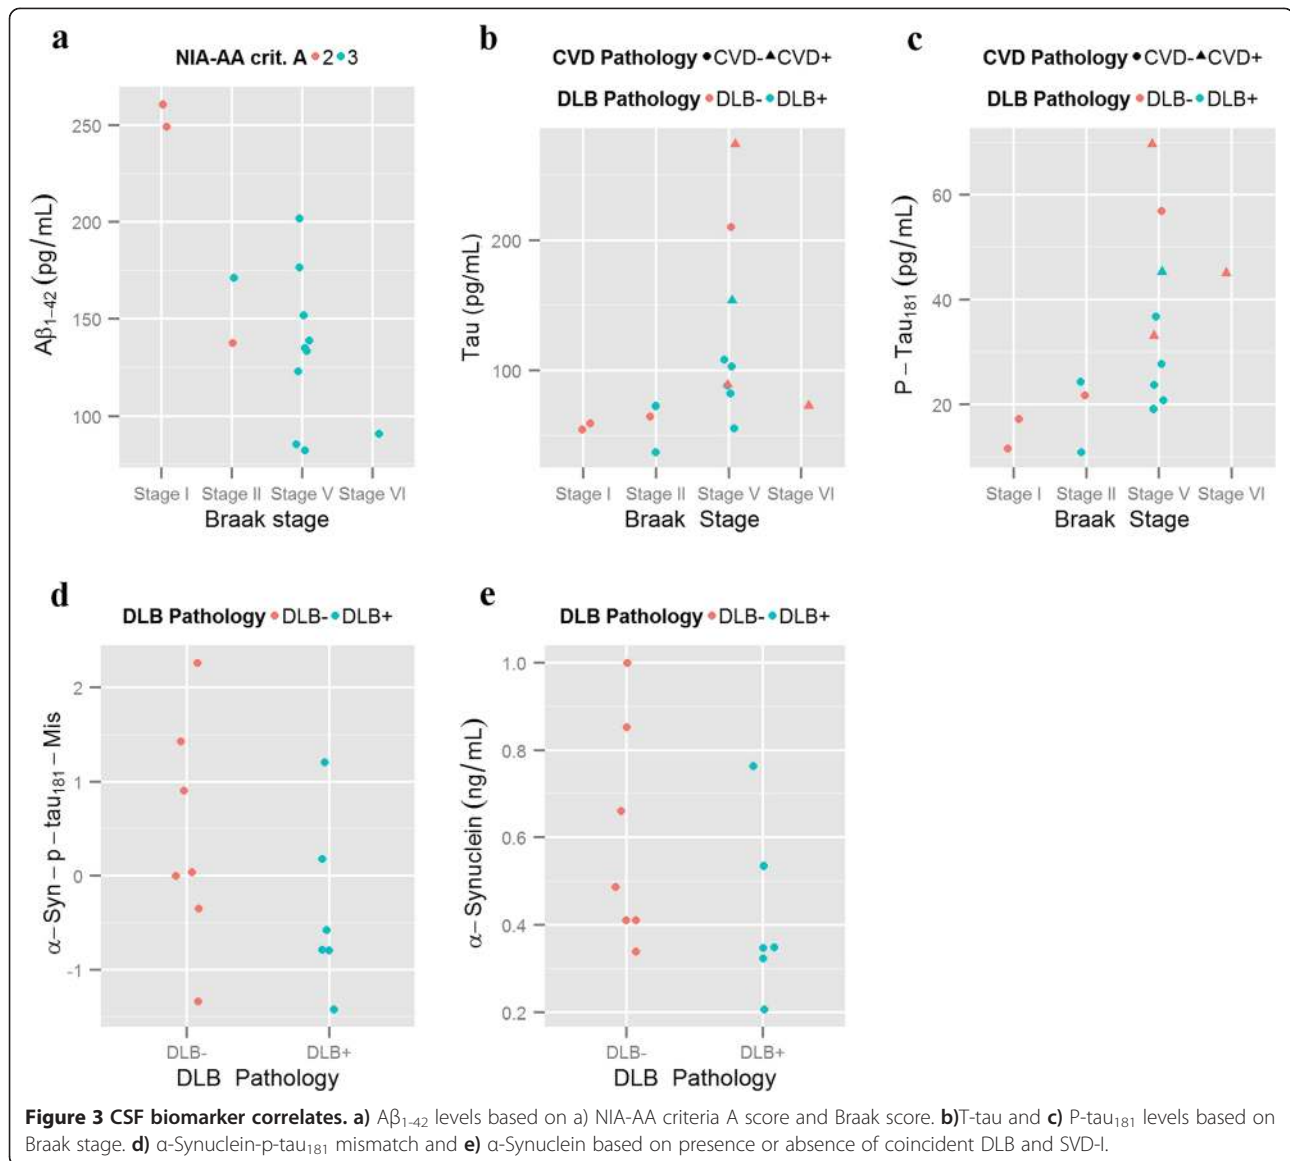 a
NIA-AA crit. A 2 3
250
200
150
100
Aβ1–42 (pg/mL)
Stage I Stage II Stage V Stage VI
Braak stage
b
CVD Pathology CVD- CVD+
DLB Pathology DLB- DLB+
200
100
Tau (pg/mL)
Stage I Stage II Stage V Stage VI
Braak Stage
c
CVD Pathology CVD- CVD+
DLB Pathology DLB- DLB+
60
40
20
P – Tau181 (pg/mL)
Stage I Stage II Stage V Stage VI
Braak Stage
d
DLB Pathology DLB- DLB+
2
1
0
-1
α – Syn – p – tau181 – Mis
DLB- DLB+
DLB Pathology
e
DLB Pathology DLB- DLB+
1.0
0.8
0.6
0.4
0.2
α – Synuclein (ng/mL)
DLB- DLB+
DLB Pathology
Figure 3 CSF biomarker correlates. a) Aβ1-42 levels based on a) NIA-AA criteria A score and Braak score. b)T-tau and c) P-tau181 levels based on
Braak stage. d) α-Synuclein-p-tau181 mismatch and e) α-Synuclein based on presence or absence of coincident DLB and SVD-I.